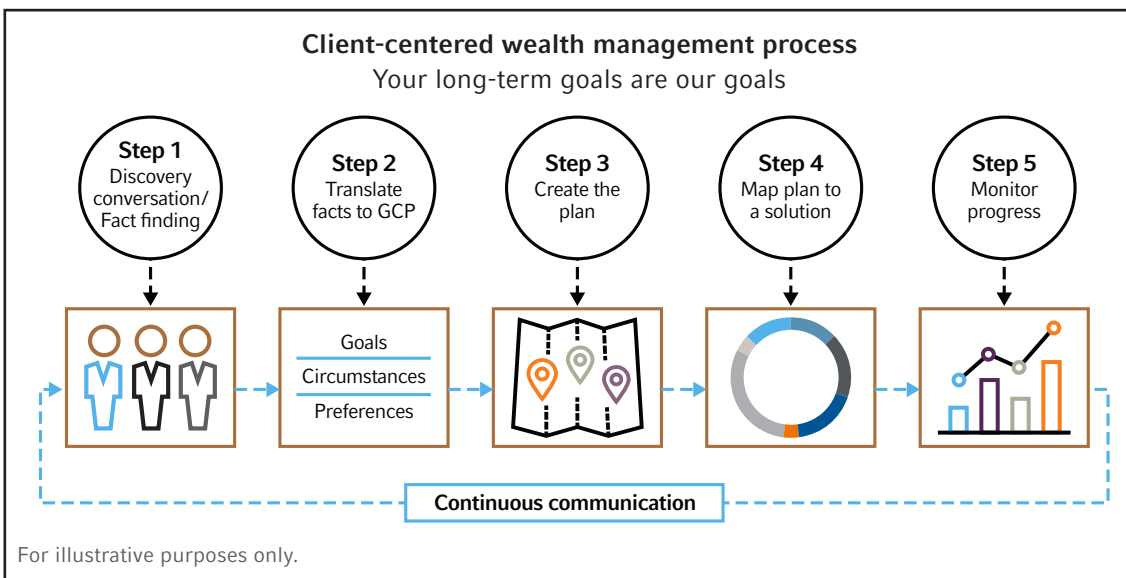 Client-centered wealth management process
Your long-term goals are our goals
Step 1
Discovery
conversation/
Fact finding
Step 2
Translate
facts to GCP
Step 3
Create the
plan
Step 4
Map plan to
a solution
Step 5
Monitor
progress
Goals
Circumstances
Preferences
Continuous communication
For illustrative purposes only.